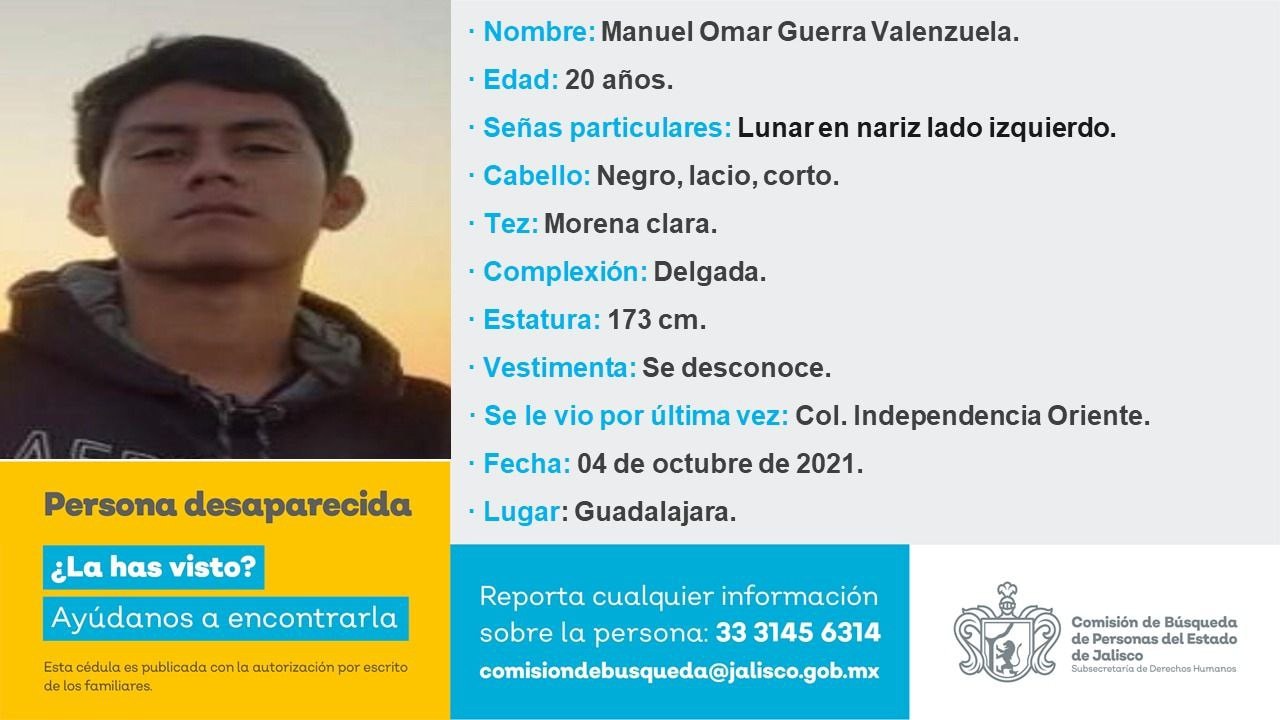 · Nombre: Manuel Omar Guerra Valenzuela.
· Edad: 20 años.
· Señas particulares: Lunar en nariz lado izquierdo.
· Cabello: Negro, lacio, corto.
· Tez: Morena clara.
· Complexión: Delgada.
· Estatura: 173 cm.
· Vestimenta: Se desconoce.
· Se le vio por última vez: Col. Independencia Oriente.
· Fecha: 04 de octubre de 2021.
· Lugar: Guadalajara.
Persona desaparecida
¿La has visto?
Ayúdanos a encontrarla
Esta cédula es publicada con la autorización por escrito
de los familiares.
Reporta cualquier información
sobre la persona: 33 3145 6314
comisiondebusqueda@jalisco.gob.mx
Comisión de Búsqueda
de Personas del Estado
de Jalisco
Subsecretaría de Derechos Humanos